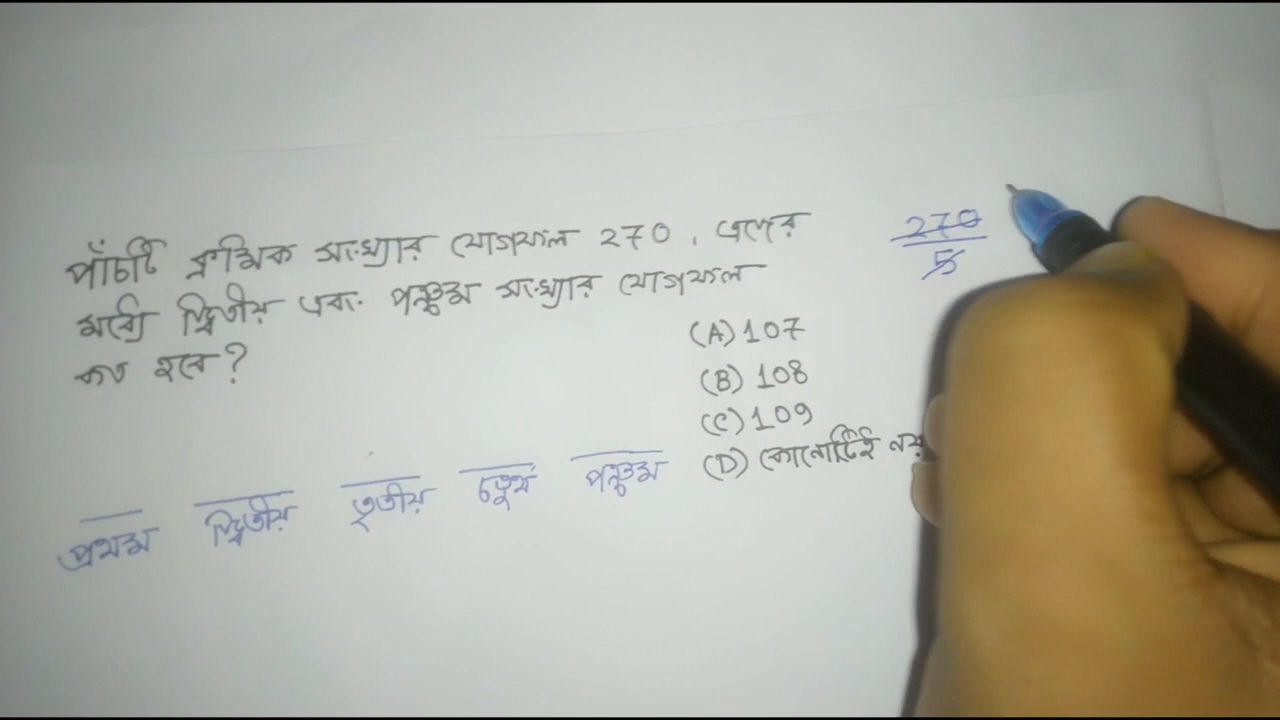 পাঁচটি ক্রমিক সংখ্যার যোগফল 270, এদের
মধ্যে দ্বিতীয় এবং পঞ্চম সংখ্যার যোগফল
কত হবে?
270
5
(A) 107
(B) 108
(C) 109
(D) কোনোটিই নয়
প্রথম দ্বিতীয় তৃতীয় চতুর্থ পঞ্চম